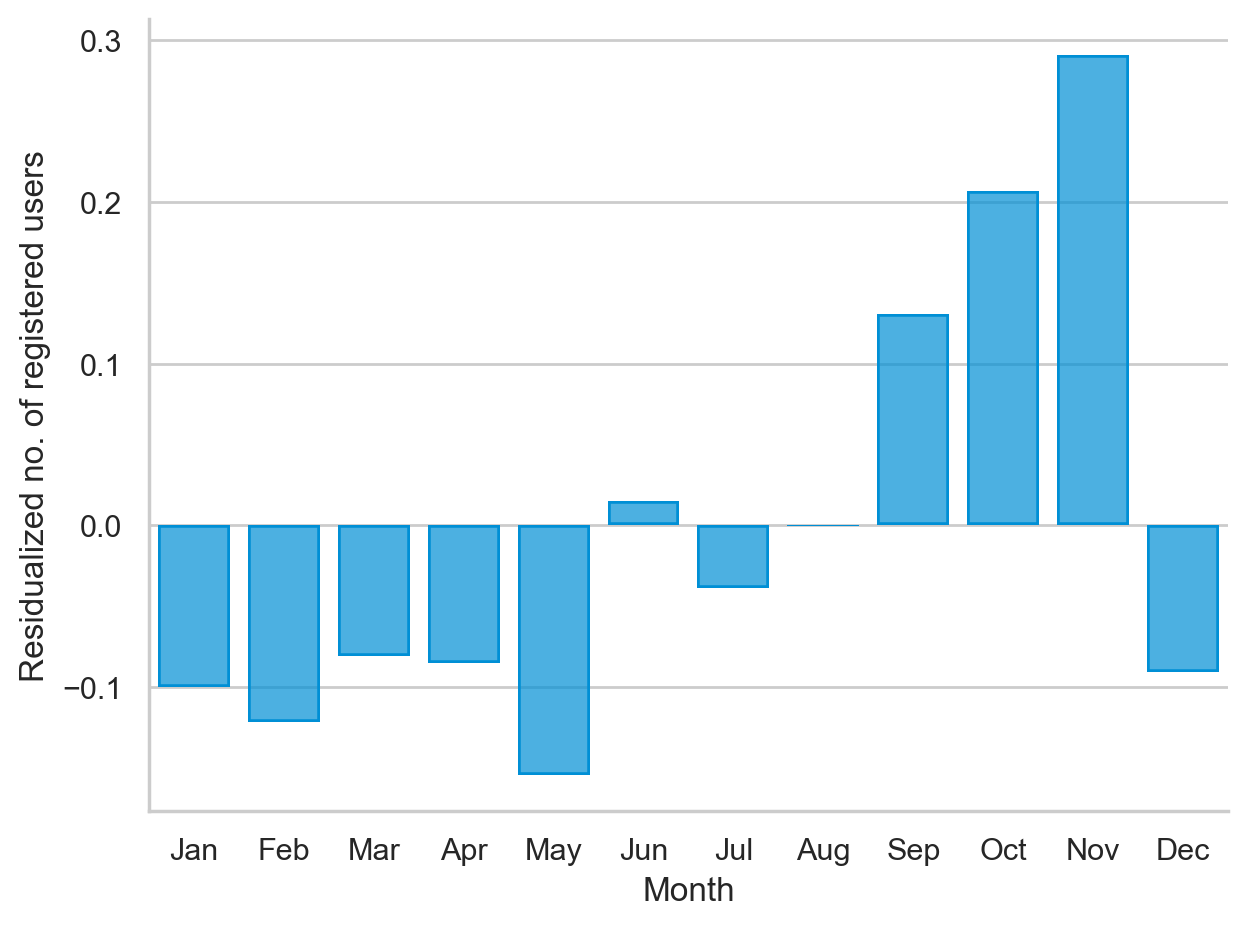 0.3
0.2
0.1
0.0
−0.1
Residualized no. of registered users
Jan Feb Mar Apr May Jun Jul Aug Sep Oct Nov Dec
Month